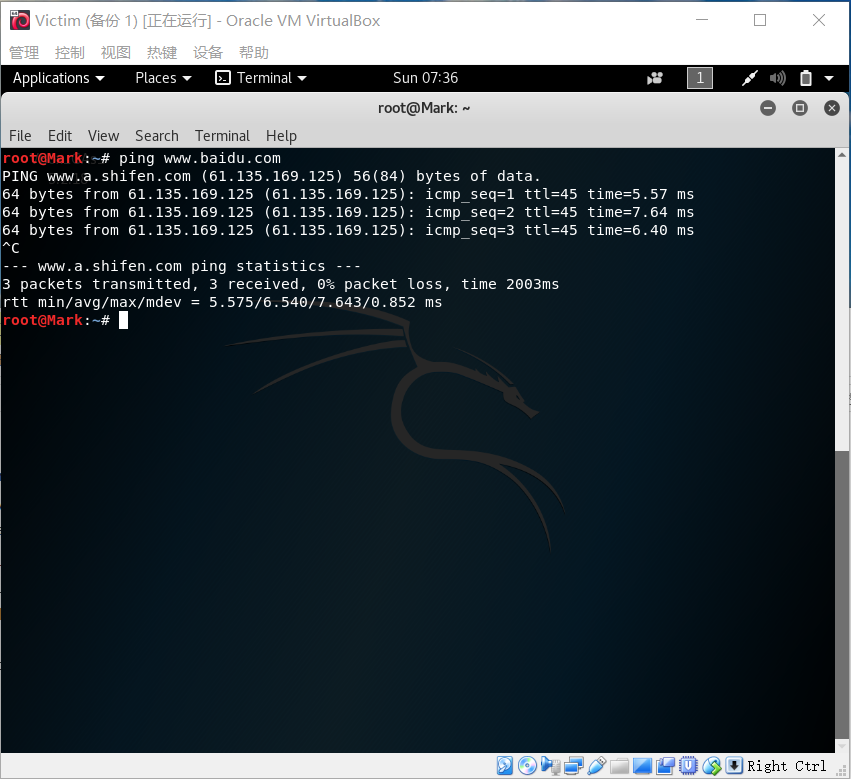 Victim (备份 1) [正在运行] - Oracle VM VirtualBox
管理 控制 视图 热键 设备 帮助
Applications Places Terminal Sun 07:36 1
root@Mark: ~
File Edit View Search Terminal Help
root@Mark:~# ping www.baidu.com
PING www.a.shifen.com (61.135.169.125) 56(84) bytes of data.
64 bytes from 61.135.169.125 (61.135.169.125): icmp_seq=1 ttl=45 time=5.57 ms
64 bytes from 61.135.169.125 (61.135.169.125): icmp_seq=2 ttl=45 time=7.64 ms
64 bytes from 61.135.169.125 (61.135.169.125): icmp_seq=3 ttl=45 time=6.40 ms
^C
--- www.a.shifen.com ping statistics ---
3 packets transmitted, 3 received, 0% packet loss, time 2003ms
rtt min/avg/max/mdev = 5.575/6.540/7.643/0.852 ms
root@Mark:~#
Right Ctrl